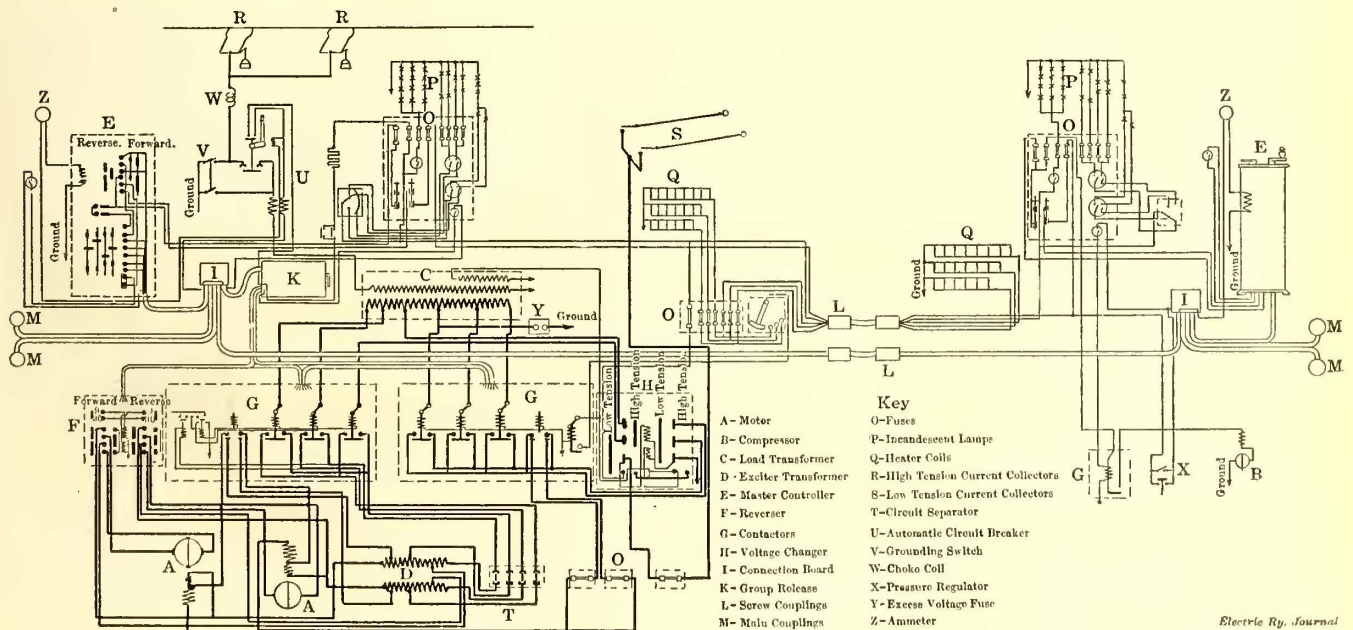 R R
Z
E
Reverse. Forward.
W
V
U
P
O
S
Q
P
O
Z
E
Ground
Ground
I
K
C
Y
Ground
Q
O
L
Q
Ground
Ground
I
M
M
L
M
M
Forward Reverse
F
G
G
Low Tension
High Tension
H
Low Tension
High Tension
G
X
Ground
B
A
A
D
T
O
Key
A- Motor
B- Compressor
C- Load Transformer
D- Exciter Transformer
E- Master Controller
F- Reverser
G- Contactors
H- Voltage Changer
I- Connection Board
K- Group Release
L- Screw Couplings
M- Main Couplings
O-Fuses
P-Incandescent Lamps
Q-Heater Coils
R-High Tension Current Collectors
S-Low Tension Current Collectors
T-Circuit Separator
U-Automatic Circuit Breaker
V-Grounding Switch
W-Choke Coil
X-Pressure Regulator
Y-Excess Voltage Fuse
Z-Ammeter
Electric Ry. Journal